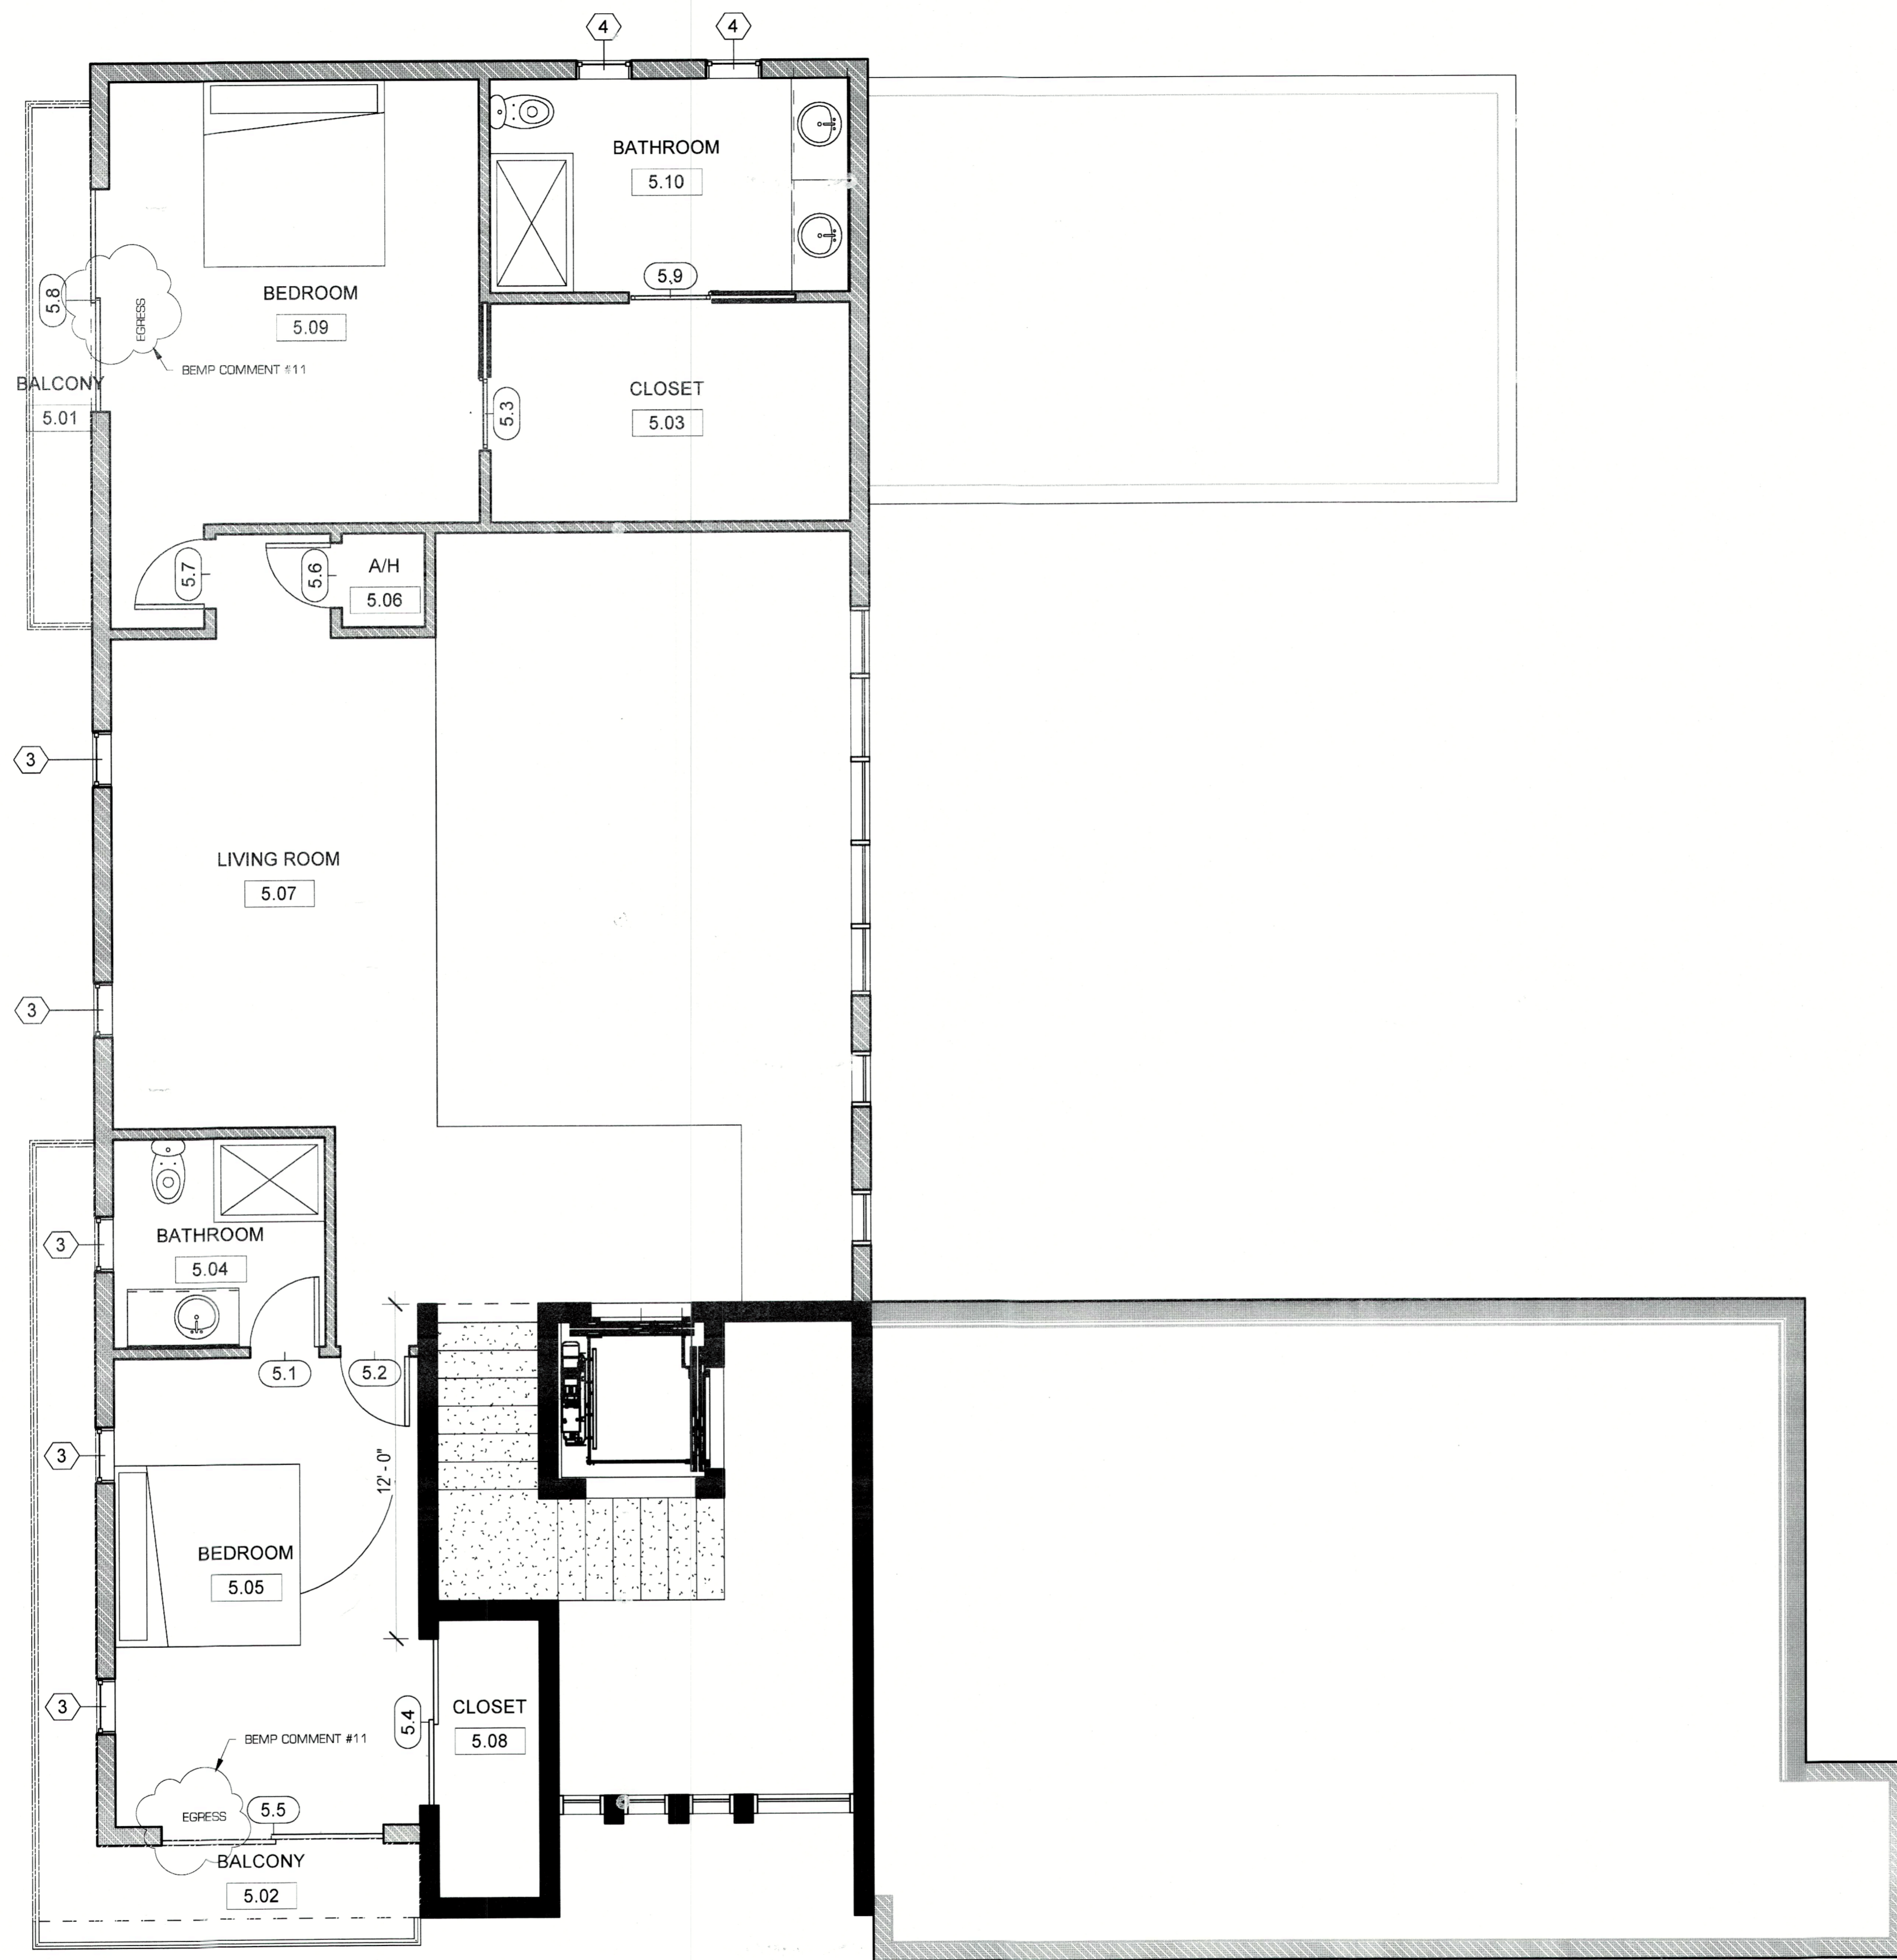 4
4
BATHROOM
5.10
5.9
5.8
EGRESS
BEDROOM
5.09
BEMP COMMENT #11
BALCONY
5.01
5.3
CLOSET
5.03
5.7
5.6
A/H
5.06
3
LIVING ROOM
5.07
3
BATHROOM
5.04
3
5.1
5.2
12' - 0"
3
BEDROOM
5.05
3
5.4
CLOSET
5.08
BEMP COMMENT #11
EGRESS
5.5
BALCONY
5.02